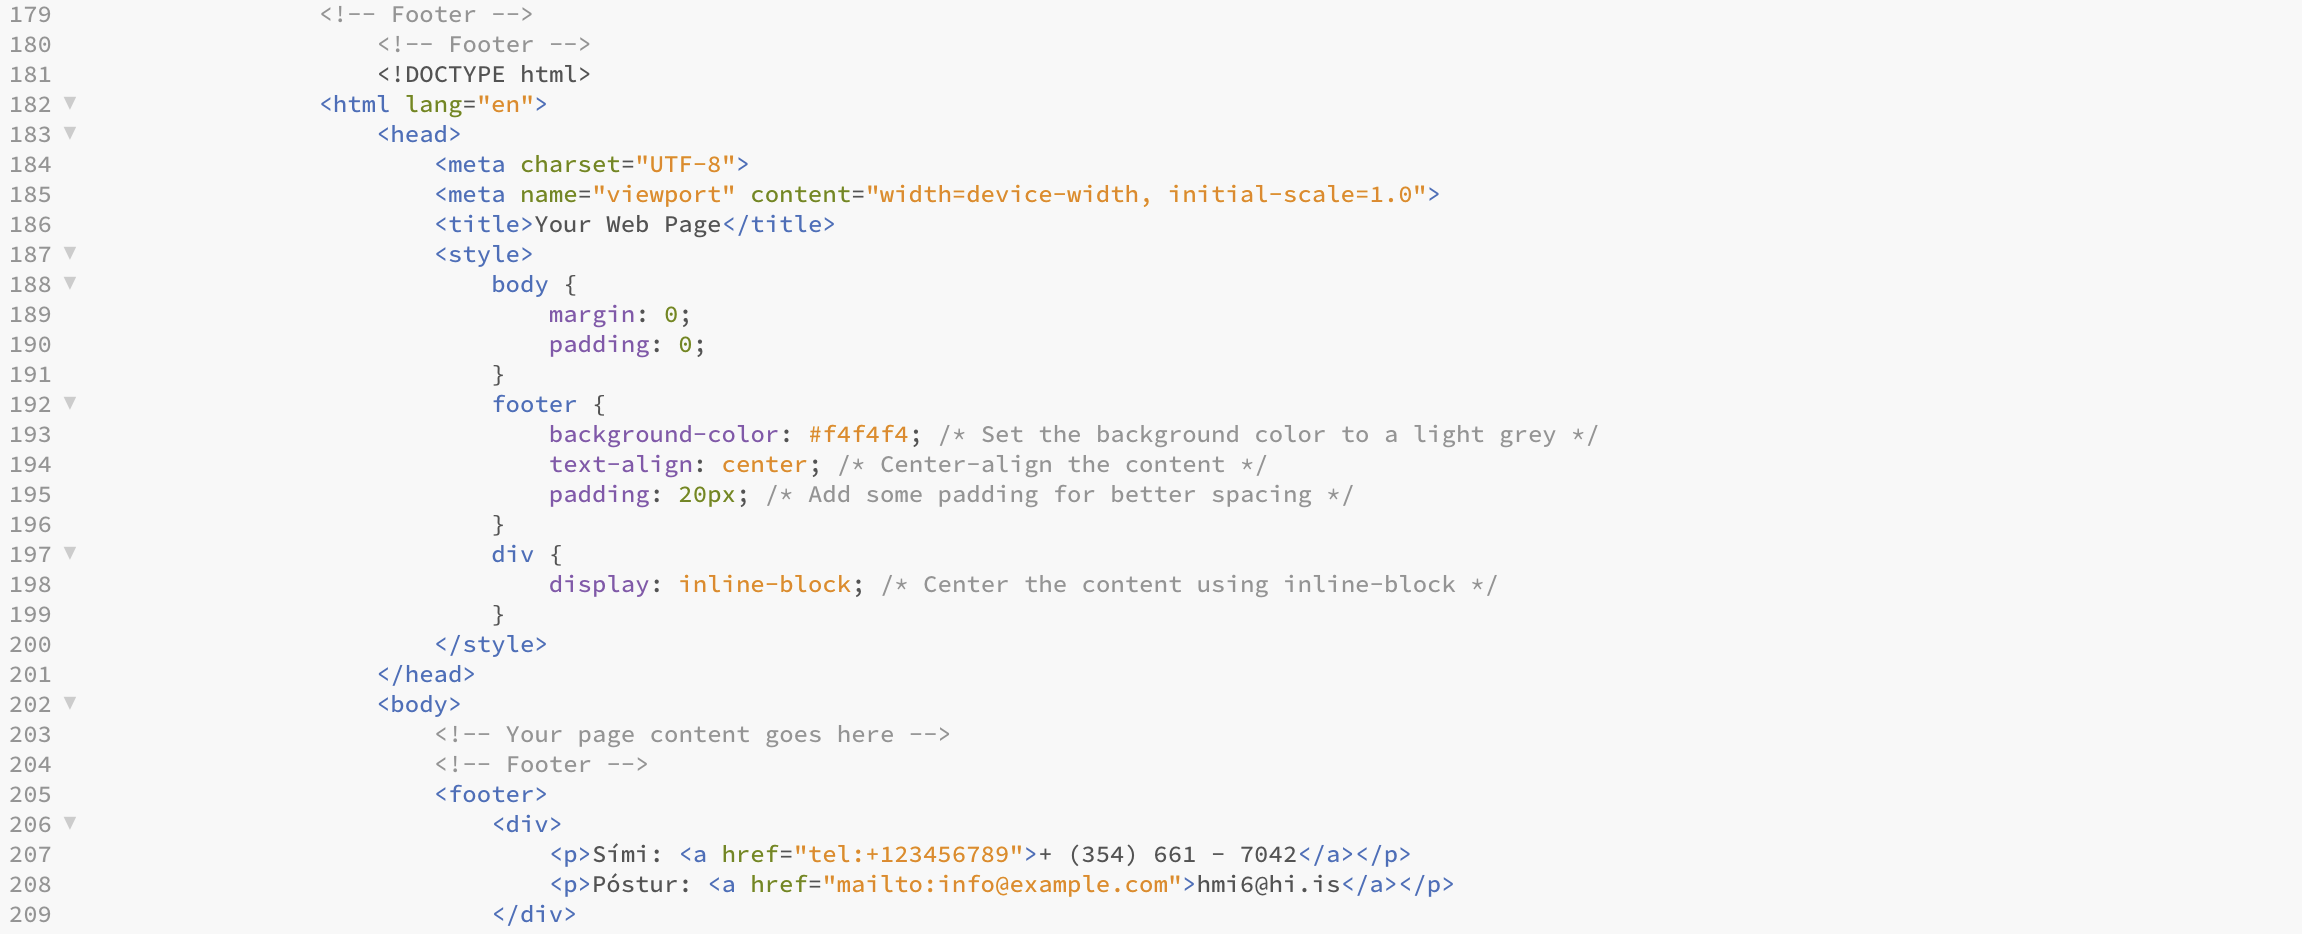 179 <!-- Footer -->
180 <!-- Footer -->
181 <!DOCTYPE html>
182 <html lang="en">
183 <head>
184 <meta charset="UTF-8">
185 <meta name="viewport" content="width=device-width, initial-scale=1.0">
186 <title>Your Web Page</title>
187 <style>
188 body {
189 margin: 0;
190 padding: 0;
191 }
192 footer {
193 background-color: #f4f4f4; /* Set the background color to a light grey */
194 text-align: center; /* Center-align the content */
195 padding: 20px; /* Add some padding for better spacing */
196 }
197 div {
198 display: inline-block; /* Center the content using inline-block */
199 }
200 </style>
201 </head>
202 <body>
203 <!-- Your page content goes here -->
204 <!-- Footer -->
205 <footer>
206 <div>
207 <p>Sími: <a href="tel:+123456789">+ (354) 661 - 7042</a></p>
208 <p>Póstur: <a href="mailto:info@example.com">hmi6@hi.is</a></p>
209 </div>